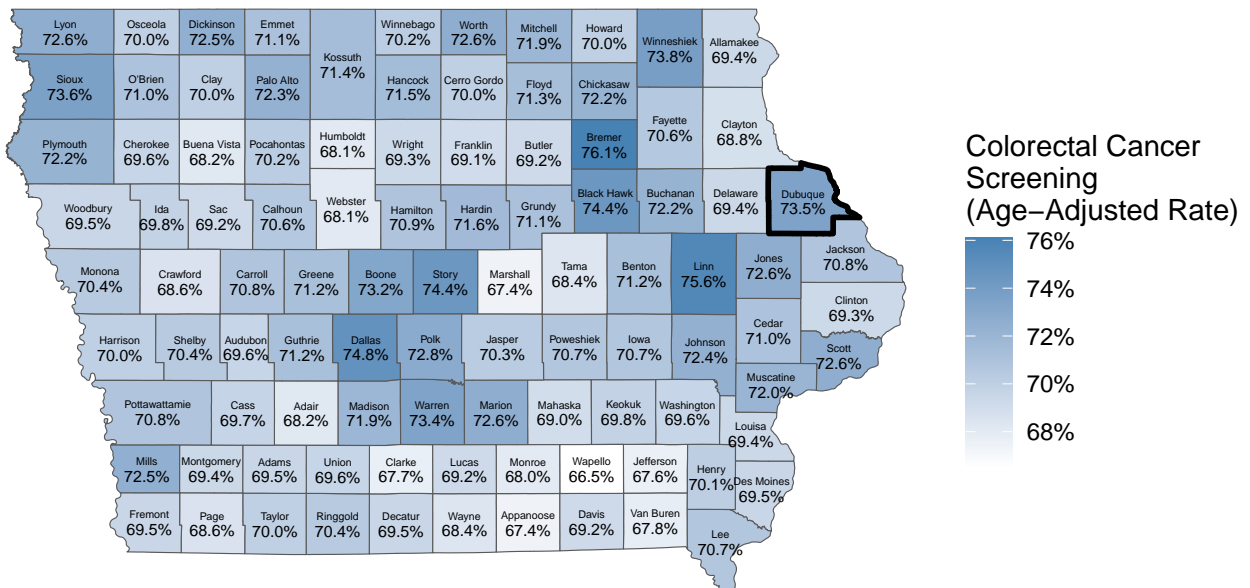 Lyon
72.6%
Osceola
70.0%
Dickinson
72.5%
Emmet
71.1%
Kossuth
71.4%
Winnebago
70.2%
Worth
72.6%
Mitchell
71.9%
Howard
70.0%
Winneshiek
73.8%
Allamakee
69.4%
Sioux
73.6%
O'Brien
71.0%
Clay
70.0%
Palo Alto
72.3%
Hancock
71.5%
Cerro Gordo
70.0%
Floyd
71.3%
Chickasaw
72.2%
Fayette
70.6%
Clayton
68.8%
Plymouth
72.2%
Cherokee
69.6%
Buena Vista
68.2%
Pocahontas
70.2%
Humboldt
68.1%
Wright
69.3%
Franklin
69.1%
Butler
69.2%
Bremer
76.1%
Woodbury
69.5%
Ida
69.8%
Sac
69.2%
Calhoun
70.6%
Webster
68.1%
Hamilton
70.9%
Hardin
71.6%
Grundy
71.1%
Black Hawk
74.4%
Buchanan
72.2%
Delaware
69.4%
Dubuque
73.5%
Monona
70.4%
Crawford
68.6%
Carroll
70.8%
Greene
71.2%
Boone
73.2%
Story
74.4%
Marshall
67.4%
Tama
68.4%
Benton
71.2%
Linn
75.6%
Jones
72.6%
Jackson
70.8%
Clinton
69.3%
Harrison
70.0%
Shelby
70.4%
Audubon
69.6%
Guthrie
71.2%
Dallas
74.8%
Polk
72.8%
Jasper
70.3%
Poweshiek
70.7%
Iowa
70.7%
Johnson
72.4%
Cedar
71.0%
Scott
72.6%
Muscatine
72.0%
Pottawattamie
70.8%
Cass
69.7%
Adair
68.2%
Madison
71.9%
Warren
73.4%
Marion
72.6%
Mahaska
69.0%
Keokuk
69.8%
Washington
69.6%
Louisa
69.4%
Mills
72.5%
Montgomery
69.4%
Adams
69.5%
Union
69.6%
Clarke
67.7%
Lucas
69.2%
Monroe
68.0%
Wapello
66.5%
Jefferson
67.6%
Henry
70.1%
Des Moines
69.5%
Fremont
69.5%
Page
68.6%
Taylor
70.0%
Ringgold
70.4%
Decatur
69.5%
Wayne
68.4%
Appanoose
67.4%
Davis
69.2%
Van Buren
67.8%
Lee
70.7%
Colorectal Cancer
Screening
(Age−Adjusted Rate)
76%
74%
72%
70%
68%